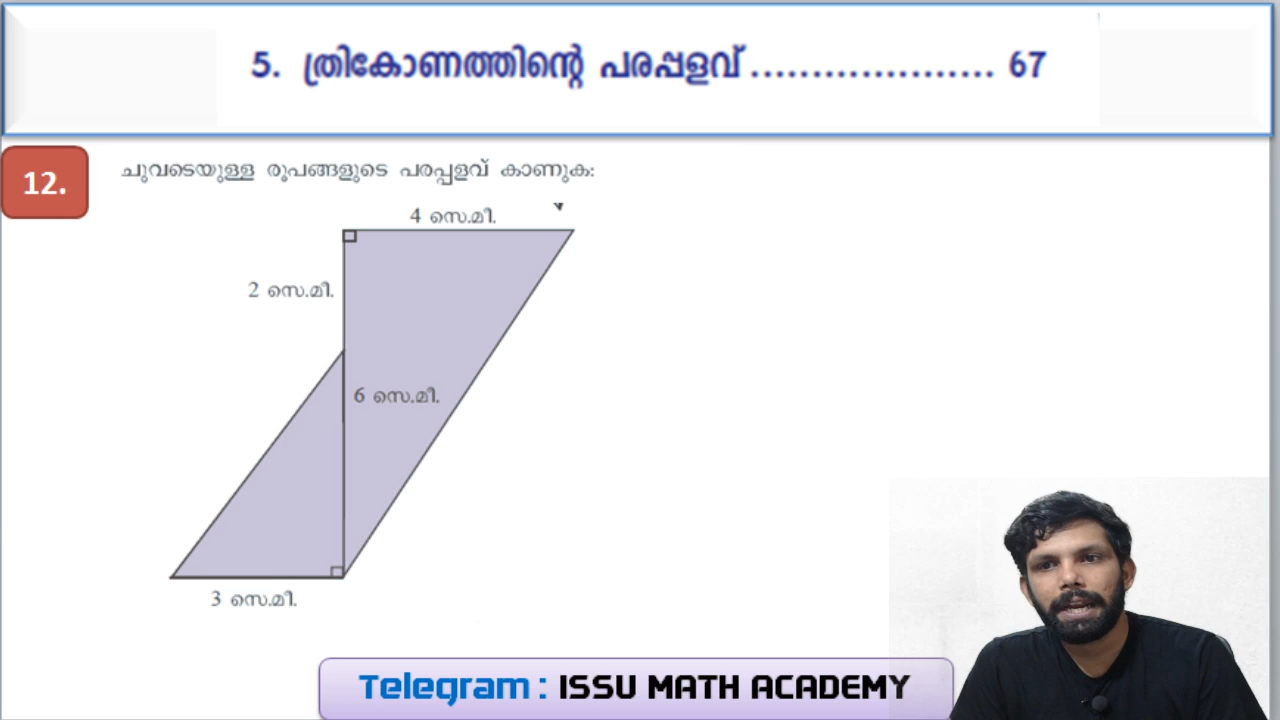 5. ത്രികോണത്തിന്റെ പരപ്പളവ് .................... 67
12.
ചുവടെയുള്ള രൂപങ്ങളുടെ പരപ്പളവ് കാണുക:
4 സെ.മീ.
2 സെ.മീ.
6 സെ.മീ.
3 സെ.മീ.
Telegram : ISSU MATH ACADEMY